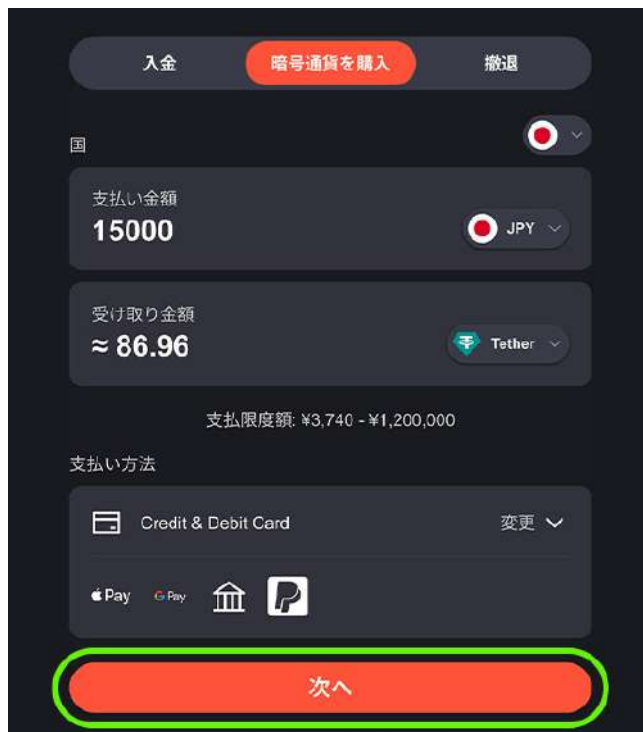 入金 暗号通貨を購入 撤退
国
支払い金額
15000 JPY
受け取り金額
≈ 86.96 Tether
支払限度額: ¥3,740 - ¥1,200,000
支払い方法
Credit & Debit Card 変更
Pay G Pay
次へ